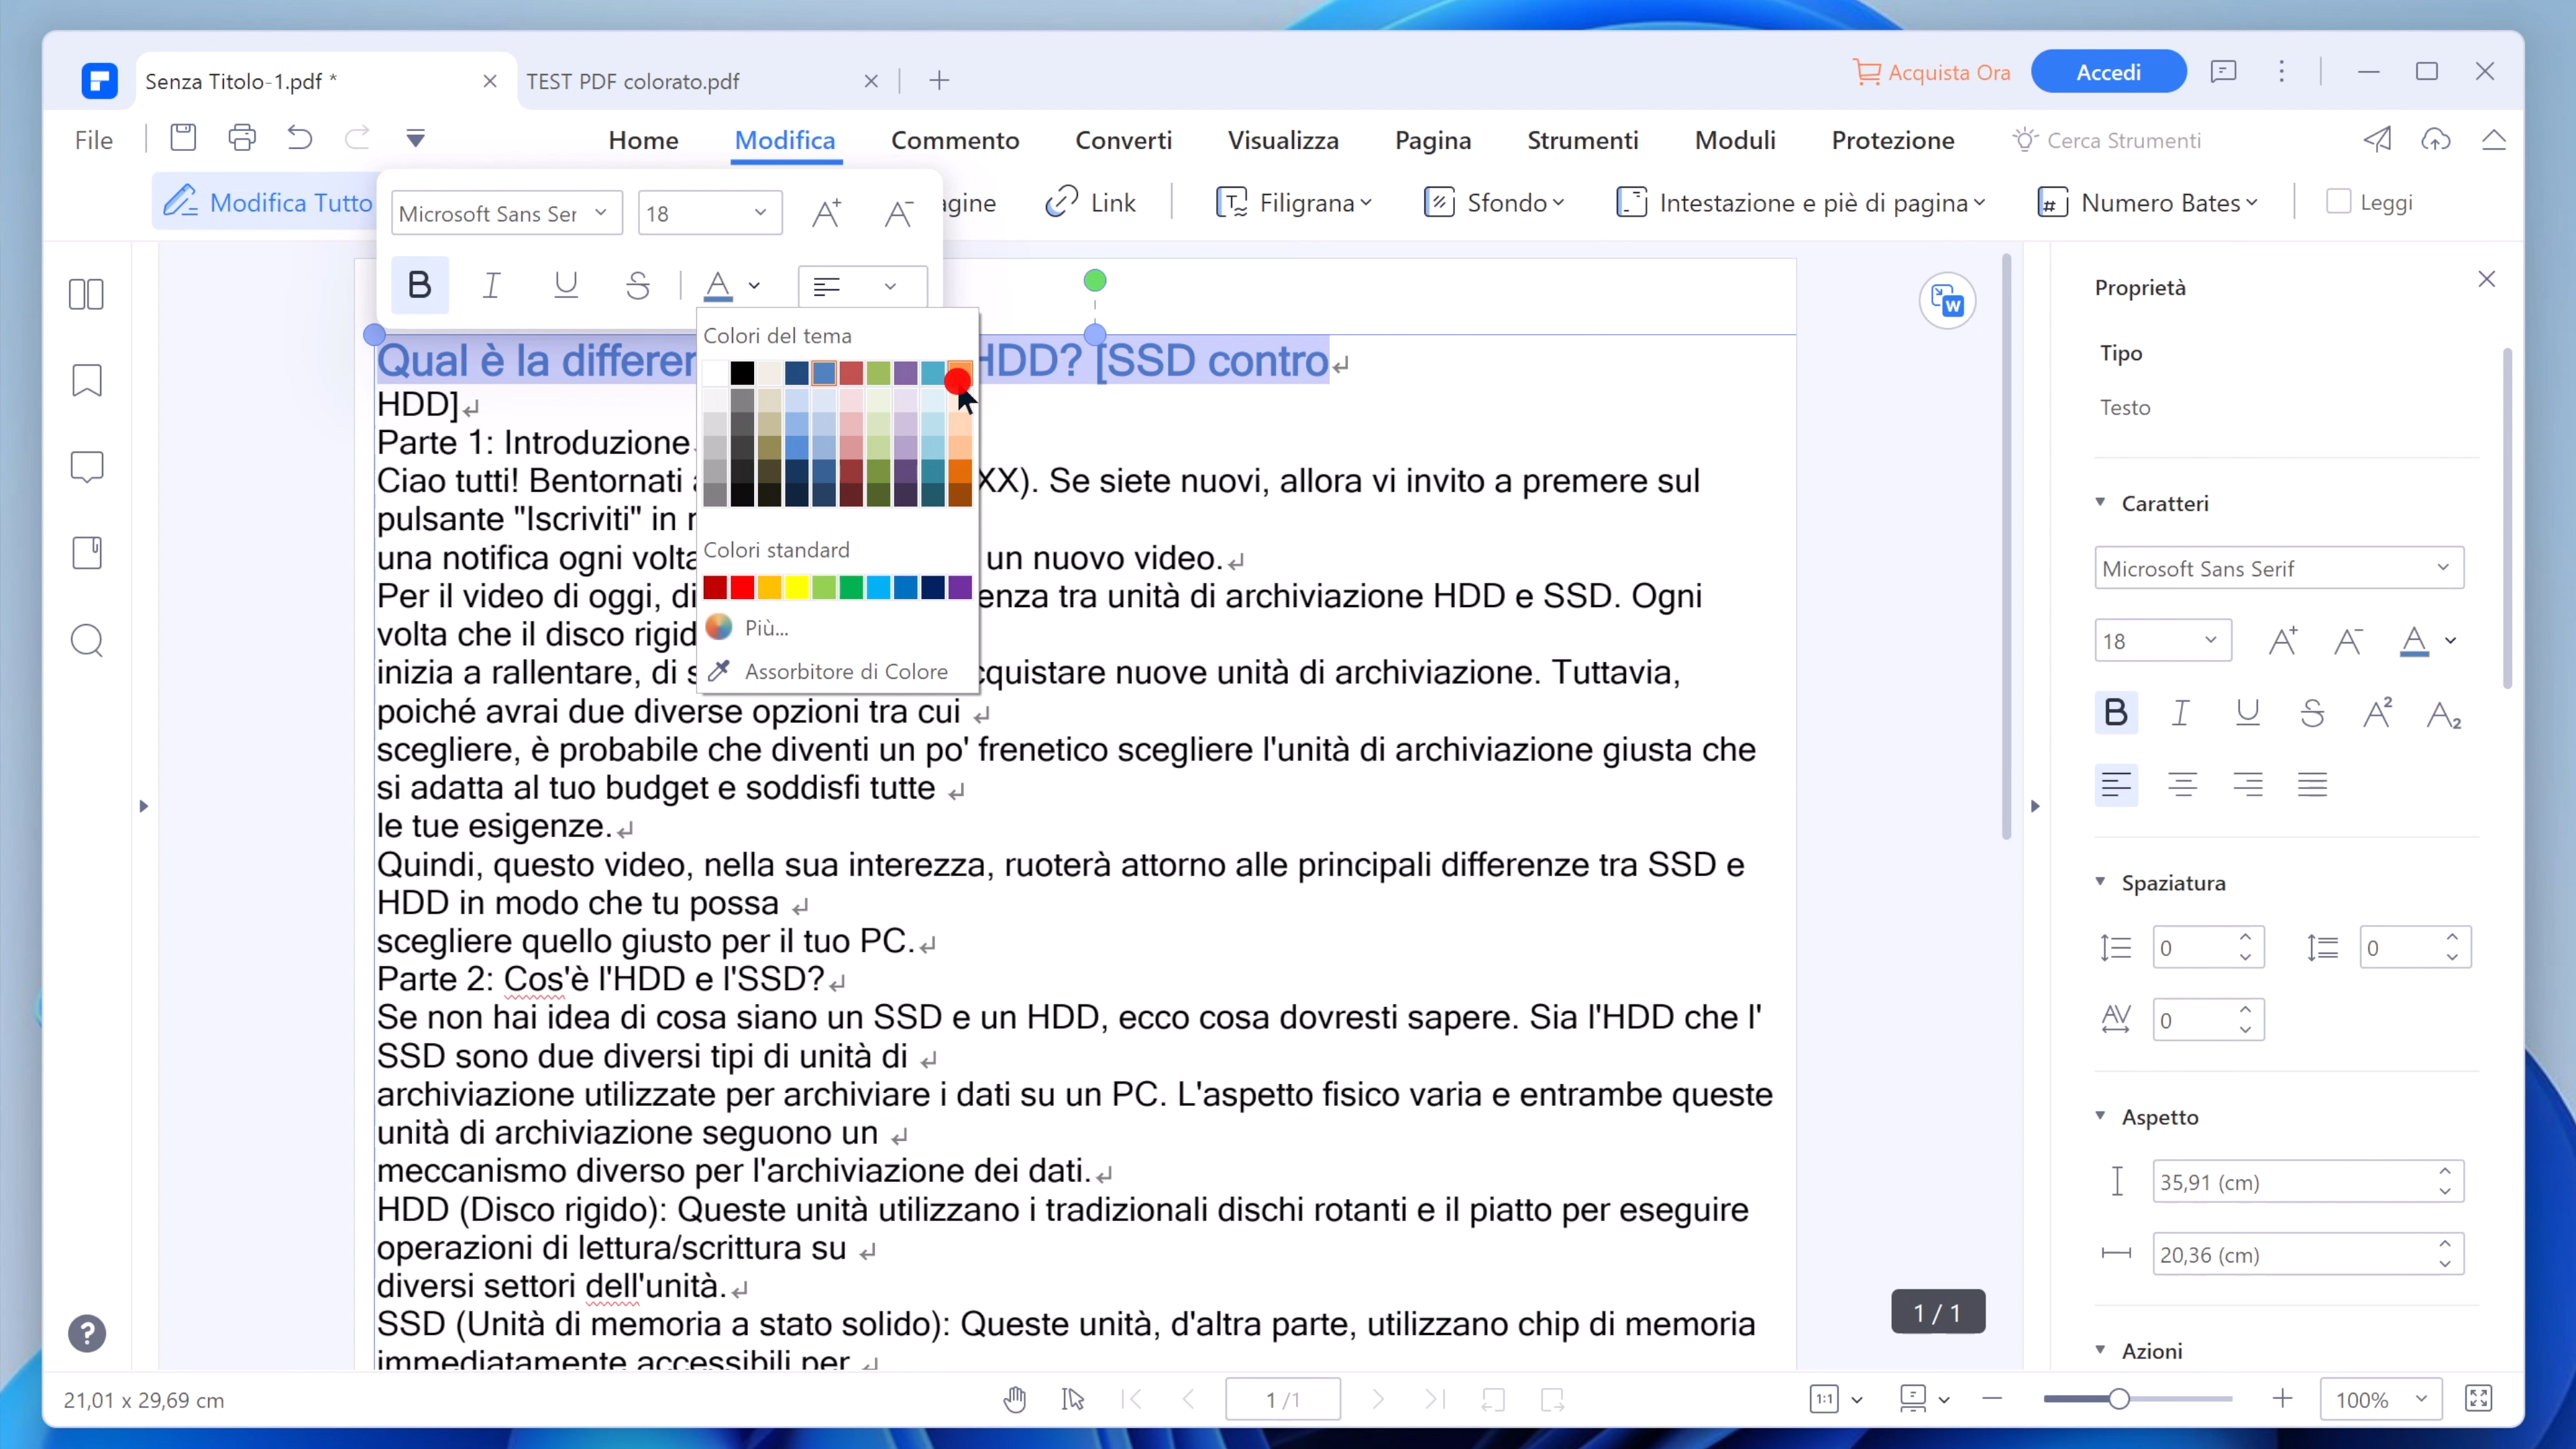 Senza Titolo-1.pdf *
TEST PDF colorato.pdf
Acquista Ora
Accedi
File
Home
Modifica
Commento
Converti
Visualizza
Pagina
Strumenti
Moduli
Protezione
Cerca Strumenti
Modifica Tutto
agine
Link
Filigrana
Sfondo
Intestazione e piè di pagina
Numero Bates
Leggi
Microsoft Sans Ser
18
Colori del tema
Colori standard
Più...
Assorbitore di Colore
Qual è la differen HDD? [SSD contro
HDD]
Parte 1: Introduzione
Ciao tutti! Bentornati XX). Se siete nuovi, allora vi invito a premere sul
pulsante "Iscriviti" in
una notifica ogni volta un nuovo video.
Per il video di oggi, di enza tra unità di archiviazione HDD e SSD. Ogni
volta che il disco rigid
inizia a rallentare, di s cquistare nuove unità di archiviazione. Tuttavia,
poiché avrai due diverse opzioni tra cui
scegliere, è probabile che diventi un po' frenetico scegliere l'unità di archiviazione giusta che
si adatta al tuo budget e soddisfi tutte
le tue esigenze.
Quindi, questo video, nella sua interezza, ruoterà attorno alle principali differenze tra SSD e
HDD in modo che tu possa
scegliere quello giusto per il tuo PC.
Parte 2: Cos'è l'HDD e l'SSD?
Se non hai idea di cosa siano un SSD e un HDD, ecco cosa dovresti sapere. Sia l'HDD che l'
SSD sono due diversi tipi di unità di
archiviazione utilizzate per archiviare i dati su un PC. L'aspetto fisico varia e entrambe queste
unità di archiviazione seguono un
meccanismo diverso per l'archiviazione dei dati.
HDD (Disco rigido): Queste unità utilizzano i tradizionali dischi rotanti e il piatto per eseguire
operazioni di lettura/scrittura su
diversi settori dell'unità.
SSD (Unità di memoria a stato solido): Queste unità, d'altra parte, utilizzano chip di memoria
immediatamente accessibili per
1 / 1
Proprietà
Tipo
Testo
Caratteri
Microsoft Sans Serif
18
Spaziatura
0
0
0
Aspetto
35,91 (cm)
20,36 (cm)
Azioni
21,01 x 29,69 cm
1 /1
1:1
100%